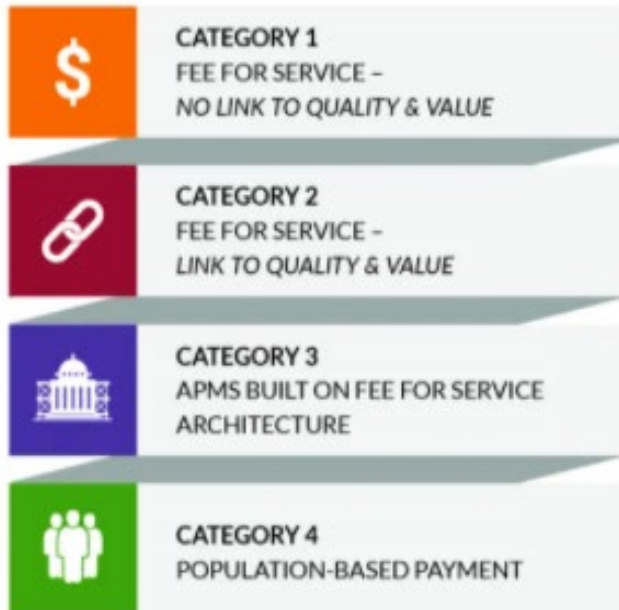 $
CATEGORY 1
FEE FOR SERVICE –
NO LINK TO QUALITY & VALUE
CATEGORY 2
FEE FOR SERVICE –
LINK TO QUALITY & VALUE
CATEGORY 3
APMS BUILT ON FEE FOR SERVICE
ARCHITECTURE
CATEGORY 4
POPULATION-BASED PAYMENT